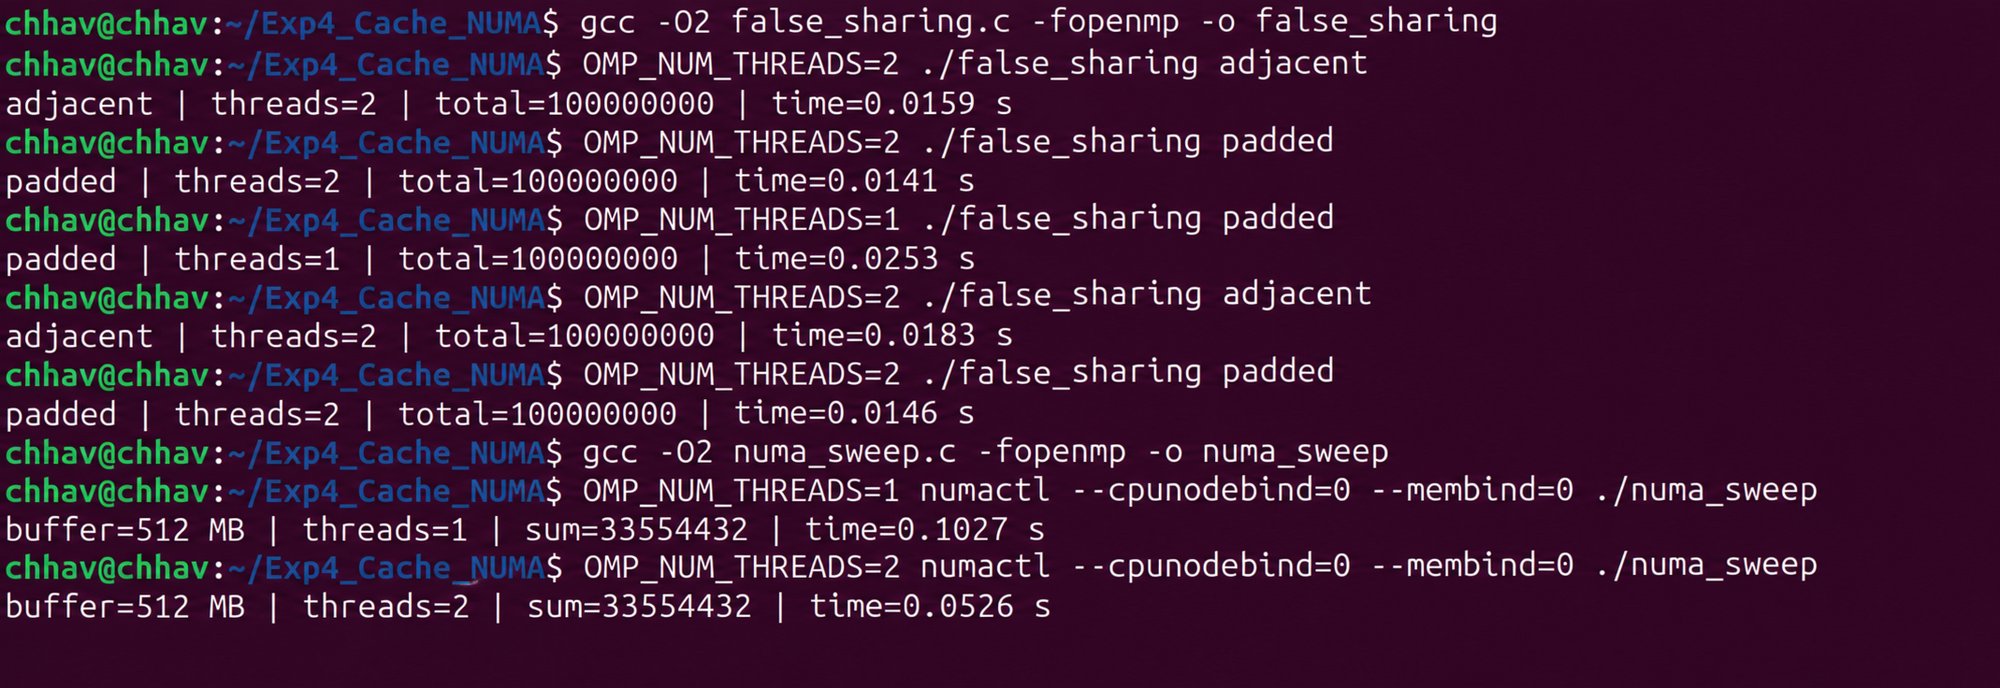 chhav@chhav:~/Exp4_Cache_NUMA$ gcc -O2 false_sharing.c -fopenmp -o false_sharing
chhav@chhav:~/Exp4_Cache_NUMA$ OMP_NUM_THREADS=2 ./false_sharing adjacent
adjacent | threads=2 | total=100000000 | time=0.0159 s
chhav@chhav:~/Exp4_Cache_NUMA$ OMP_NUM_THREADS=2 ./false_sharing padded
padded | threads=2 | total=100000000 | time=0.0141 s
chhav@chhav:~/Exp4_Cache_NUMA$ OMP_NUM_THREADS=1 ./false_sharing padded
padded | threads=1 | total=100000000 | time=0.0253 s
chhav@chhav:~/Exp4_Cache_NUMA$ OMP_NUM_THREADS=2 ./false_sharing adjacent
adjacent | threads=2 | total=100000000 | time=0.0183 s
chhav@chhav:~/Exp4_Cache_NUMA$ OMP_NUM_THREADS=2 ./false_sharing padded
padded | threads=2 | total=100000000 | time=0.0146 s
chhav@chhav:~/Exp4_Cache_NUMA$ gcc -O2 numa_sweep.c -fopenmp -o numa_sweep
chhav@chhav:~/Exp4_Cache_NUMA$ OMP_NUM_THREADS=1 numactl --cpunodebind=0 --membind=0 ./numa_sweep
buffer=512 MB | threads=1 | sum=33554432 | time=0.1027 s
chhav@chhav:~/Exp4_Cache_NUMA$ OMP_NUM_THREADS=2 numactl --cpunodebind=0 --membind=0 ./numa_sweep
buffer=512 MB | threads=2 | sum=33554432 | time=0.0526 s